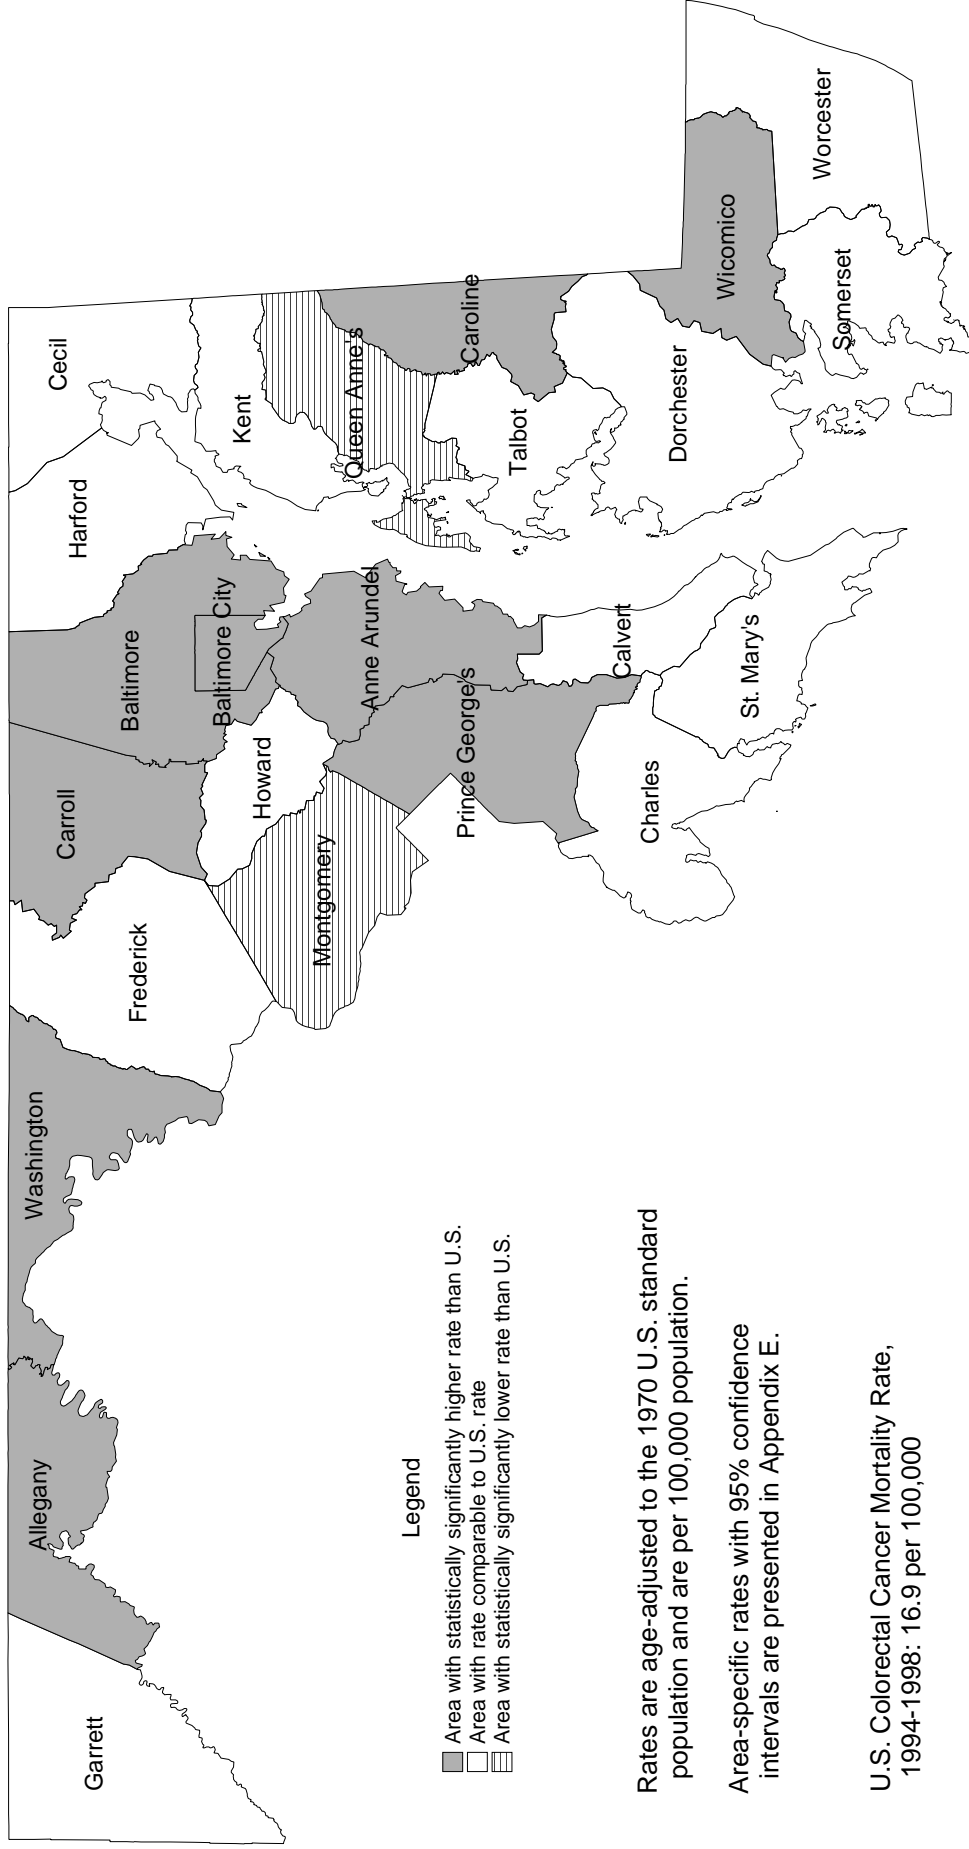 Garrett
Allegany
Washington
Frederick
Carroll
Baltimore
Harford
Cecil
Montgomery
Howard
Baltimore City
Kent
Queen Anne's
Prince George's
Anne Arundel
Caroline
Talbot
Charles
Calvert
St. Mary's
Dorchester
Wicomico
Somerset
Worcester
Legend
Area with statistically significantly higher rate than U.S.
Area with rate comparable to U.S. rate
Area with statistically significantly lower rate than U.S.
Rates are age-adjusted to the 1970 U.S. standard
population and are per 100,000 population.
Area-specific rates with 95% confidence
intervals are presented in Appendix E.
U.S. Colorectal Cancer Mortality Rate,
1994-1998: 16.9 per 100,000